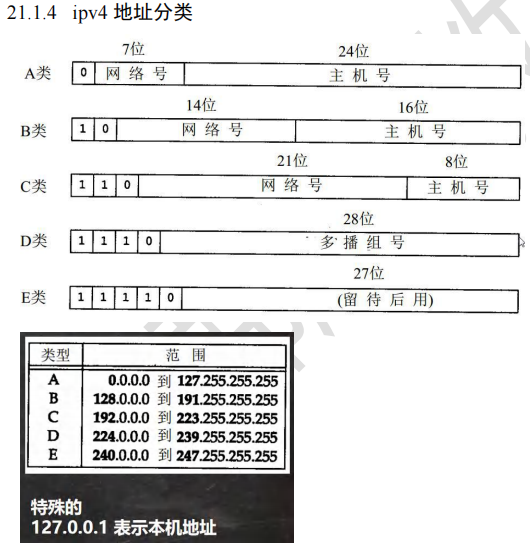 21.1.4 ipv4 地址分类
7位 24位
A类 0 网络号 主机号
14位 16位
B类 1 0 网络号 主机号
21位 8位
C类 1 1 0 网络号 主机号
28位
D类 1 1 1 0 多播组号
27位
E类 1 1 1 1 0 (留待后用)
类型 范围
A 0.0.0.0 到 127.255.255.255
B 128.0.0.0 到 191.255.255.255
C 192.0.0.0 到 223.255.255.255
D 224.0.0.0 到 239.255.255.255
E 240.0.0.0 到 247.255.255.255
特殊的
127.0.0.1 表示本机地址